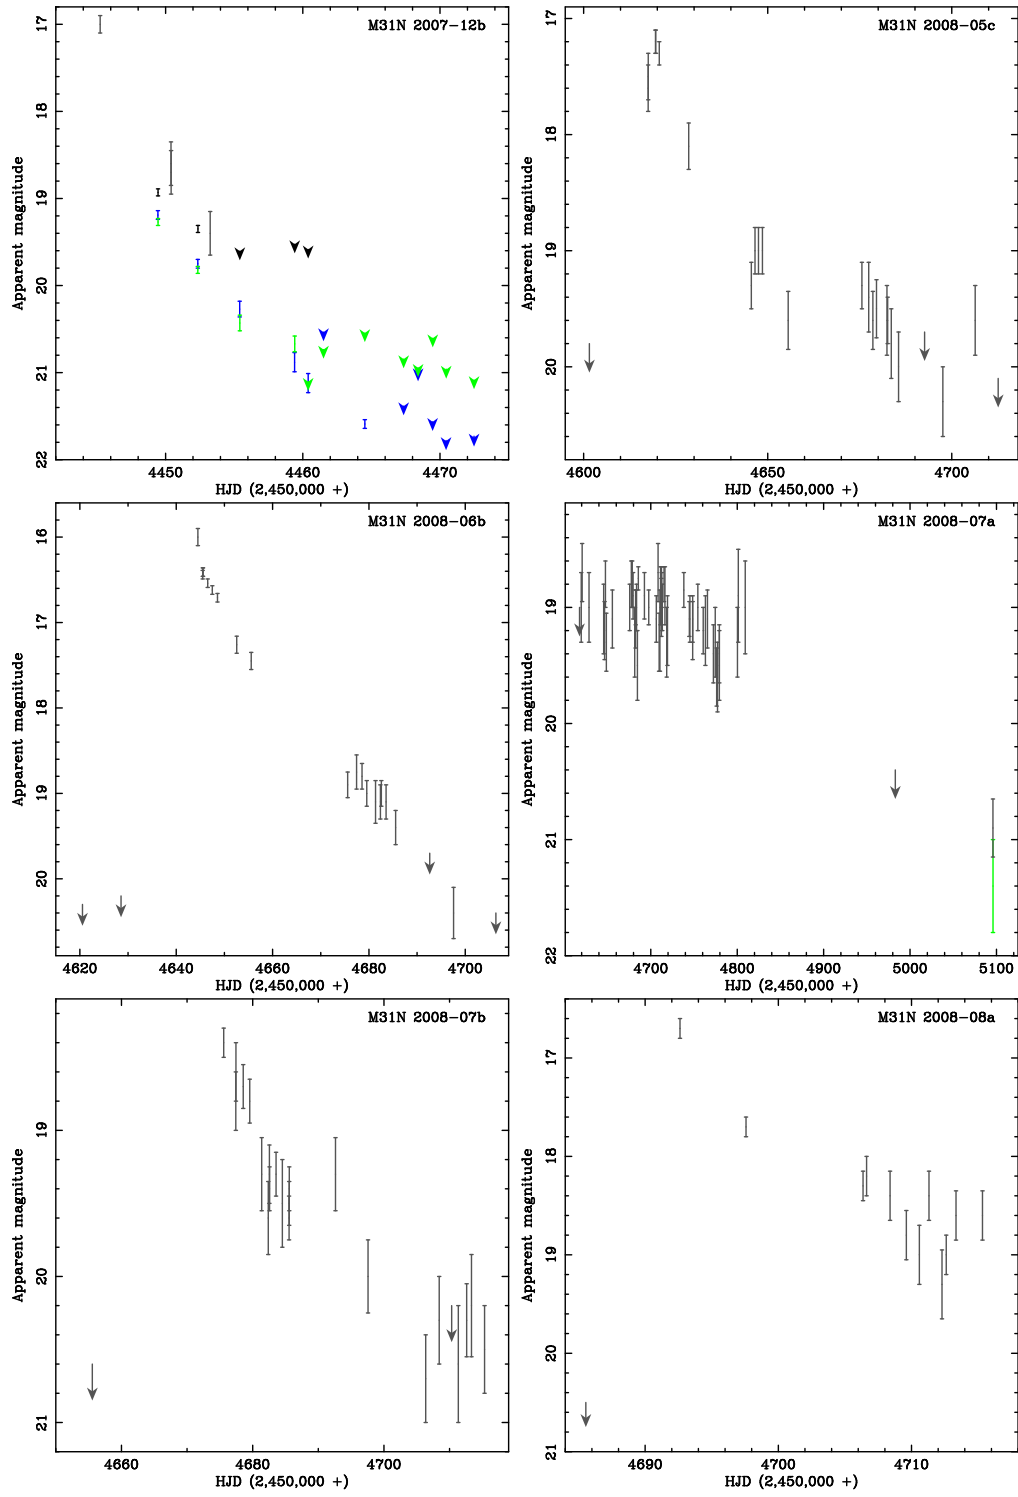 M31N 2007-12b
17
18
19
20
21
22
Apparent magnitude
4450 4460 4470
HJD (2,450,000 +)
M31N 2008-05c
17
18
19
20
Apparent magnitude
4600 4650 4700
HJD (2,450,000 +)
M31N 2008-06b
16
17
18
19
20
Apparent magnitude
4620 4640 4660 4680 4700
HJD (2,450,000 +)
M31N 2008-07a
19
20
21
22
Apparent magnitude
4700 4800 4900 5000 5100
HJD (2,450,000 +)
M31N 2008-07b
19
20
21
Apparent magnitude
4660 4680 4700
HJD (2,450,000 +)
M31N 2008-08a
17
18
19
20
21
Apparent magnitude
4690 4700 4710
HJD (2,450,000 +)